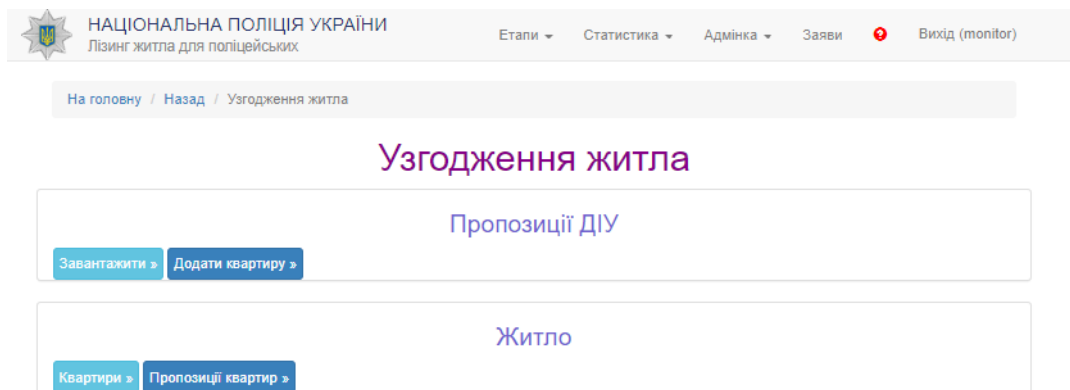 НАЦІОНАЛЬНА ПОЛІЦІЯ УКРАЇНИ
Лізинг житла для поліцейських
Етапи Статистика Адмінка Заяви Вихід (monitor)
На головну / Назад / Узгодження житла
Узгодження житла
Пропозиції ДІУ
Завантажити » Додати квартиру »
Житло
Квартири » Пропозиції квартир »